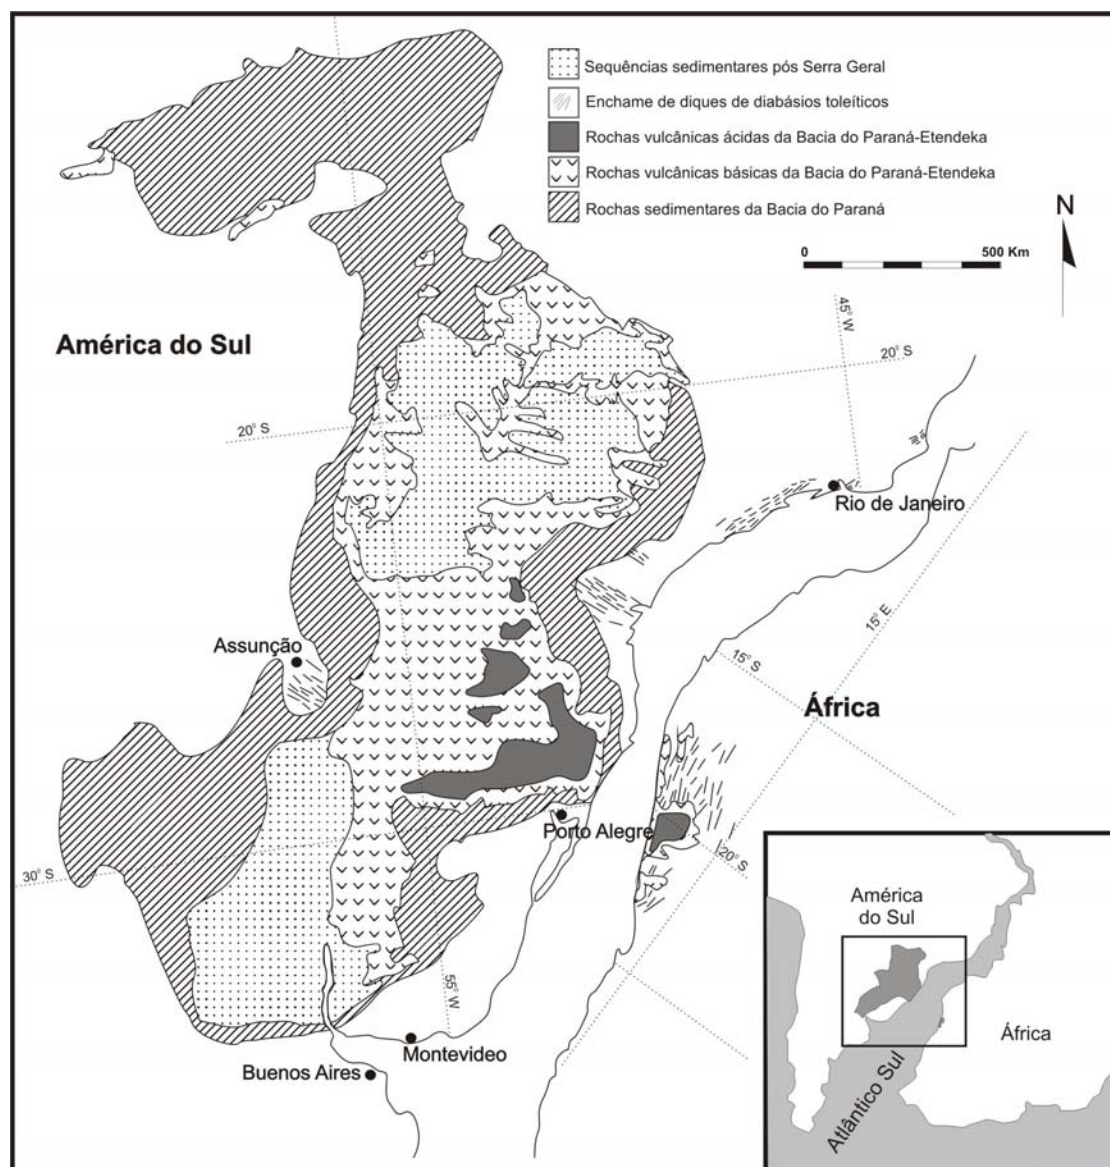 Sequências sedimentares pós Serra Geral
Enchame de diques de diabásios toleíticos
Rochas vulcânicas ácidas da Bacia do Paraná-Etendeka
Rochas vulcânicas básicas da Bacia do Paraná-Etendeka
Rochas sedimentares da Bacia do Paraná
N
0 500 Km
45° W
América do Sul
20° S
20° S
Rio de Janeiro
15° E
Assunção
15° S
África
Porto Alegre
20° S
30° S
55° W
Montevideo
Buenos Aires
América
do Sul
África
Atlântico Sul